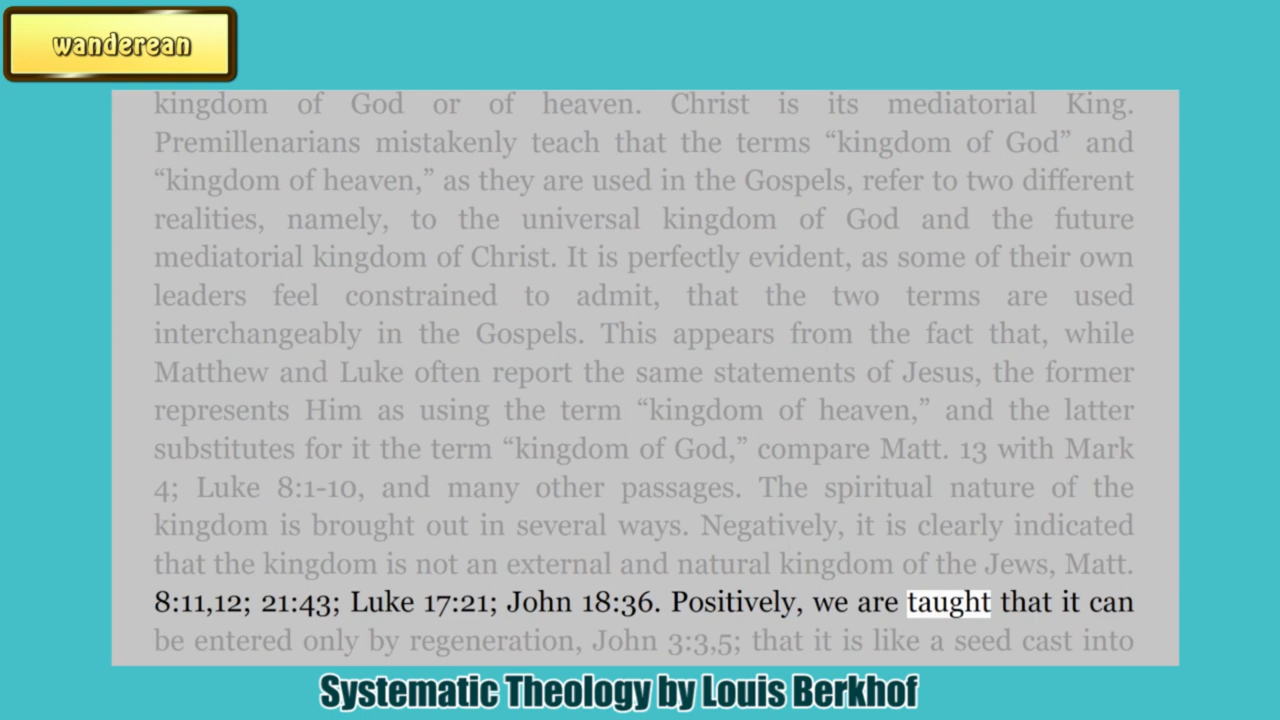 wanderean
kingdom of God or of heaven. Christ is its mediatorial King.
Premillenarians mistakenly teach that the terms “kingdom of God” and
“kingdom of heaven,” as they are used in the Gospels, refer to two different
realities, namely, to the universal kingdom of God and the future
mediatorial kingdom of Christ. It is perfectly evident, as some of their own
leaders feel constrained to admit, that the two terms are used
interchangeably in the Gospels. This appears from the fact that, while
Matthew and Luke often report the same statements of Jesus, the former
represents Him as using the term “kingdom of heaven,” and the latter
substitutes for it the term “kingdom of God,” compare Matt. 13 with Mark
4; Luke 8:1-10, and many other passages. The spiritual nature of the
kingdom is brought out in several ways. Negatively, it is clearly indicated
that the kingdom is not an external and natural kingdom of the Jews, Matt.
8:11,12; 21:43; Luke 17:21; John 18:36. Positively, we are taught that it can
be entered only by regeneration, John 3:3,5; that it is like a seed cast into
Systematic Theology by Louis Berkhof